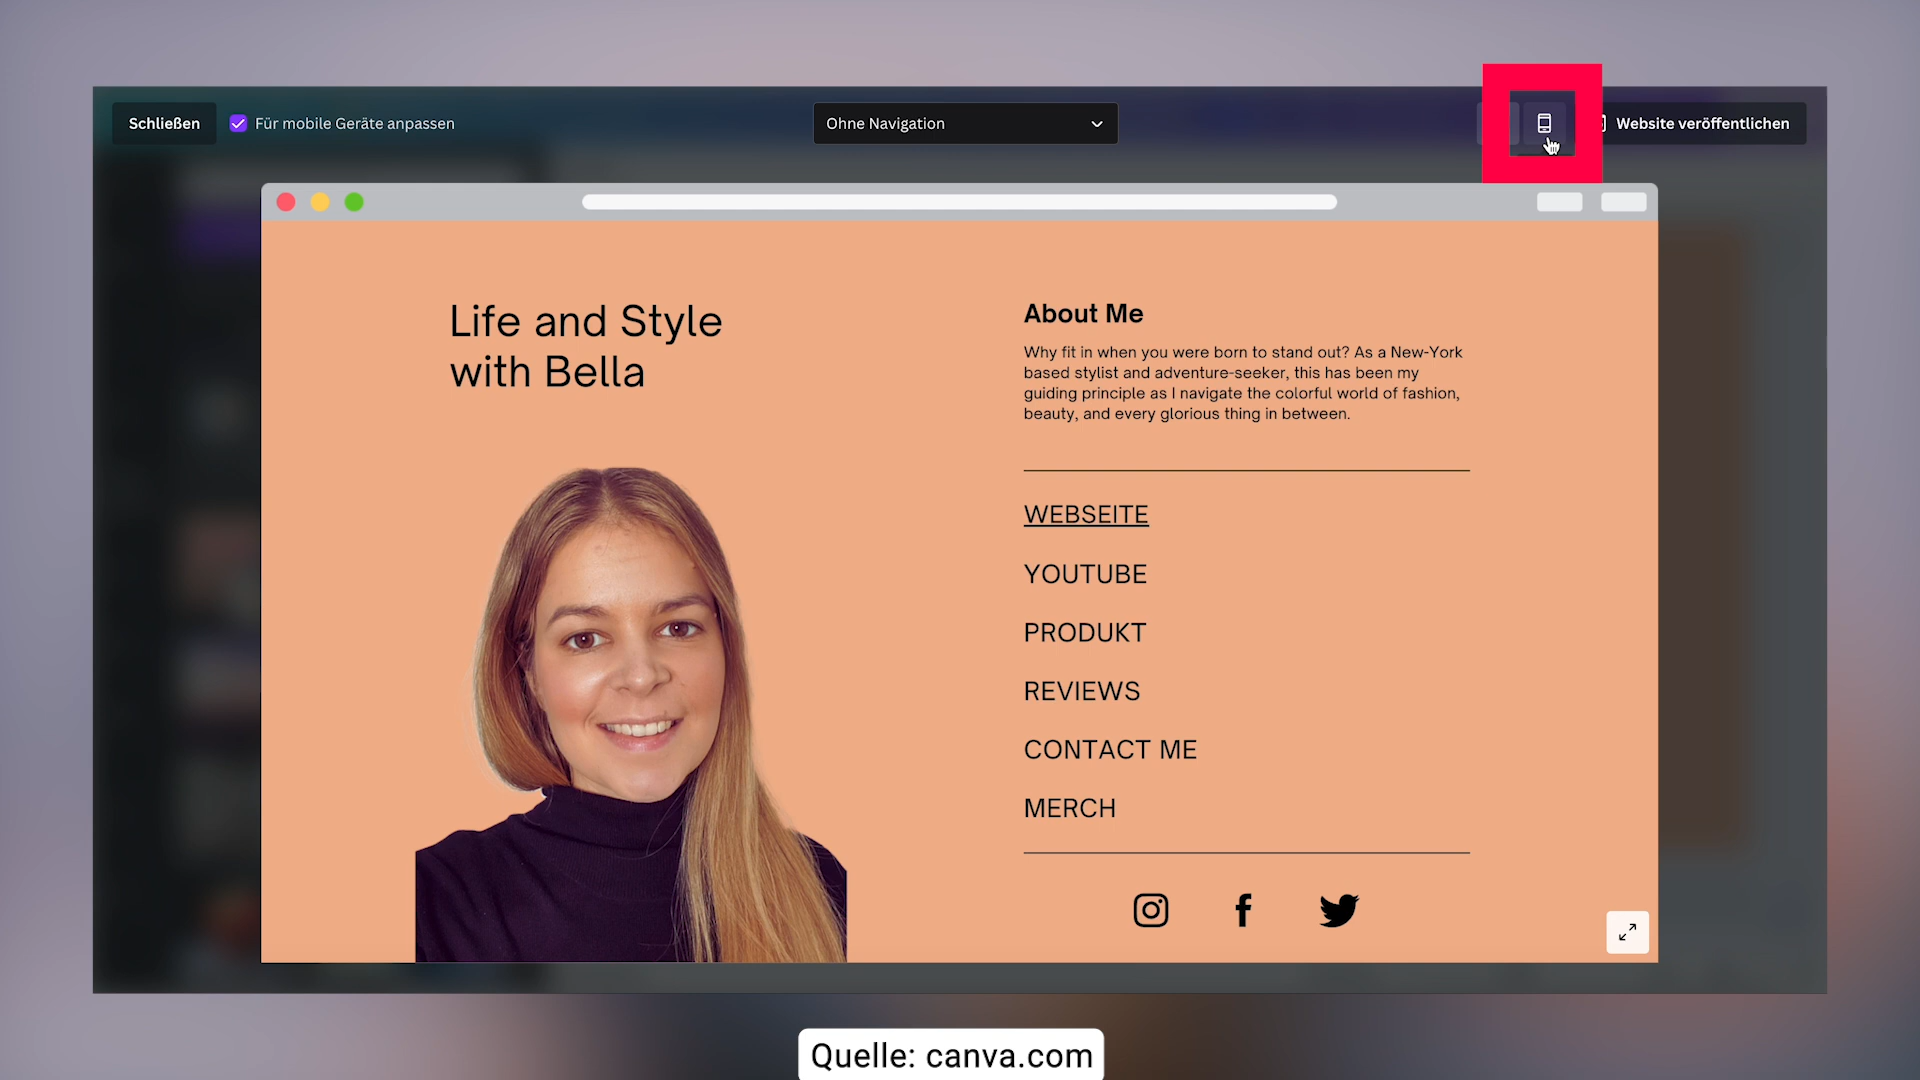 Schließen
Für mobile Geräte anpassen
Ohne Navigation
Website veröffentlichen
Life and Style
with Bella
About Me
Why fit in when you were born to stand out? As a New-York
based stylist and adventure-seeker, this has been my
guiding principle as I navigate the colorful world of fashion,
beauty, and every glorious thing in between.
WEBSEITE
YOUTUBE
PRODUKT
REVIEWS
CONTACT ME
MERCH
Quelle: canva.com